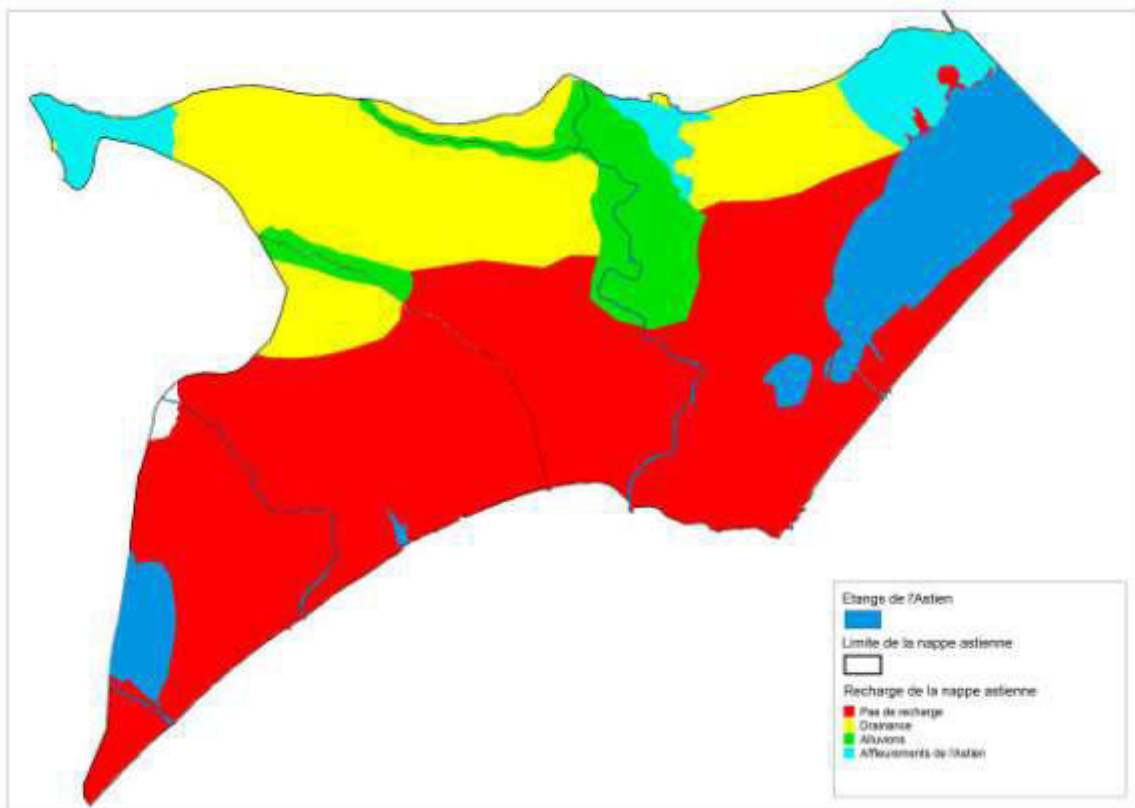 Etangs de l'Astien
Limite de la nappe astienne
Recharge de la nappe astienne
Pas de recharge
Drainance
Alluvions
Affleurements de l'Astien